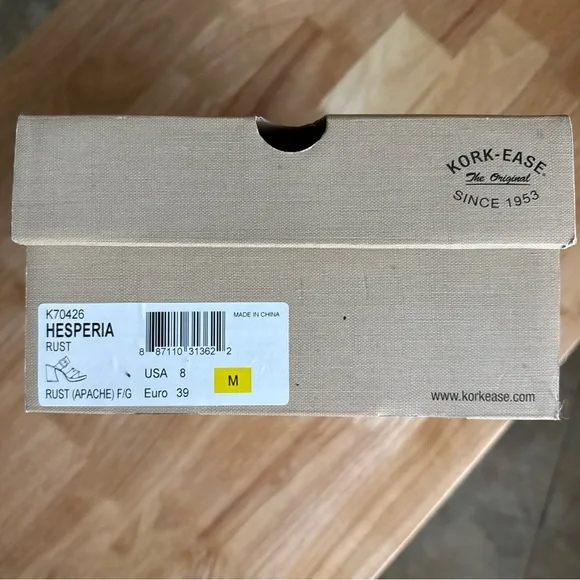 KORK-EASE®
The Original
SINCE 1953
K70426
HESPERIA
RUST
MADE IN CHINA
8 87110 31362 2
USA 8
RUST (APACHE) F/G Euro 39
M
www.korkease.com